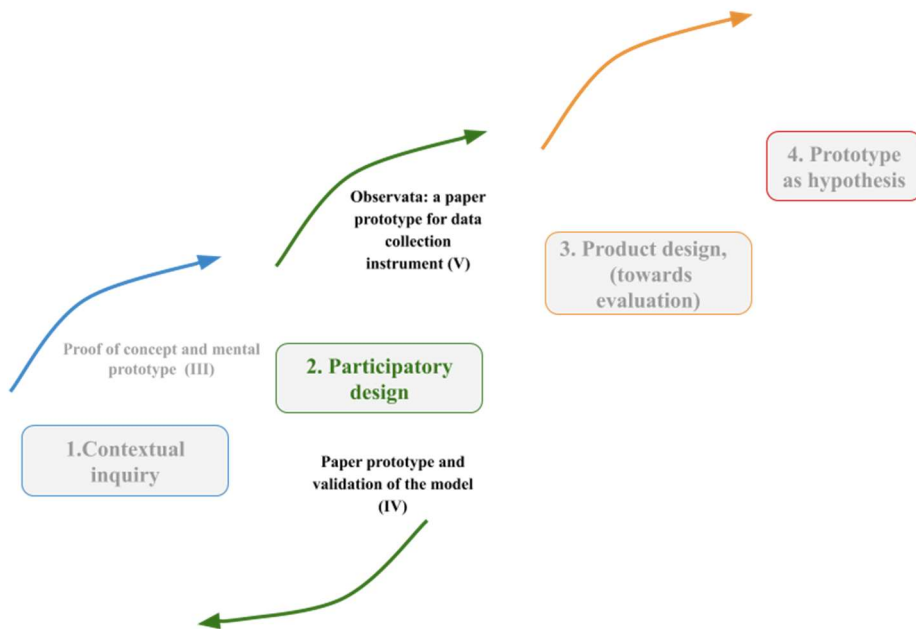 Proof of concept and mental
prototype (III)
1.Contextual
inquiry
Observata: a paper
prototype for data
collection
instrument (V)
2. Participatory
design
Paper prototype and
validation of the model
(IV)
3. Product design,
(towards
evaluation)
4. Prototype
as hypothesis